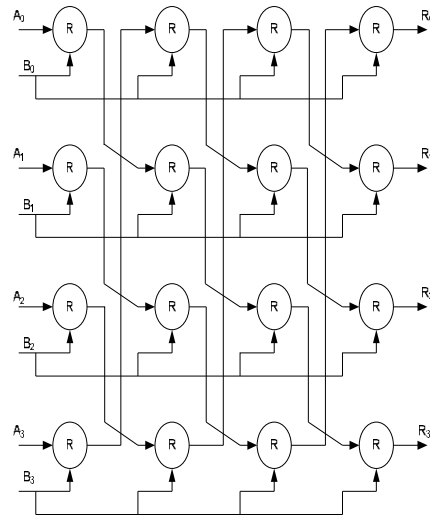 A₀ R R R R
B₀
A₁ R R R R
B₁
A₂ R R R R
B₂
A₃ R R R R R₃
B₃